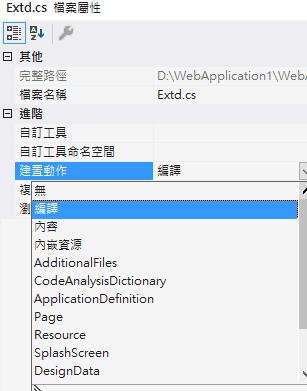 Extd.cs 檔案屬性
其他
完整路徑 D:\WebApplication1\WebA
檔案名稱 Extd.cs
進階
自訂工具
自訂工具命名空間
建置動作 編譯
複
無
瀏
編譯
內容
內嵌資源
AdditionalFiles
CodeAnalysisDictionary
ApplicationDefinition
Page
Resource
SplashScreen
DesignData